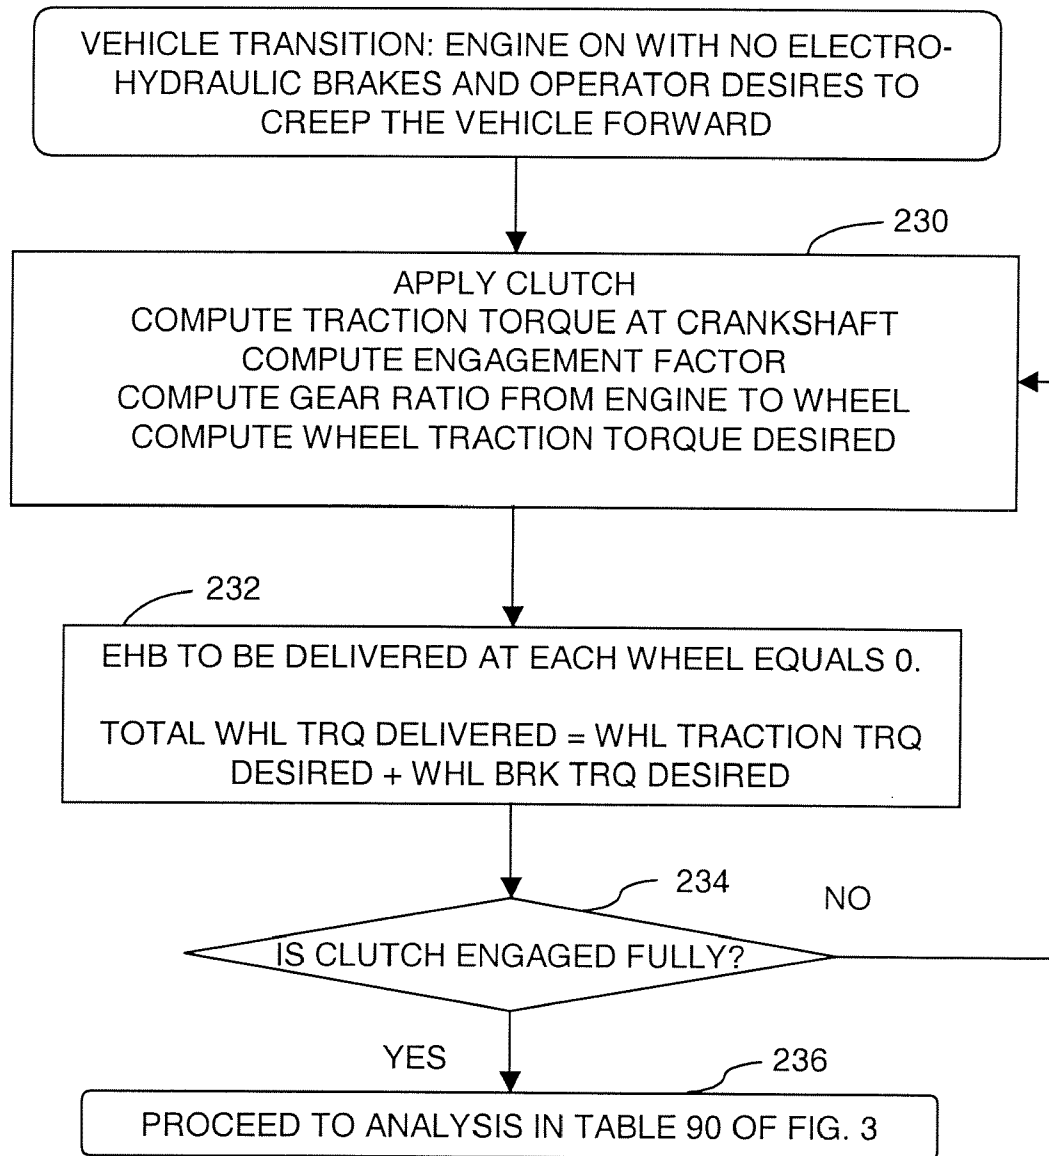 VEHICLE TRANSITION: ENGINE ON WITH NO ELECTRO-
HYDRAULIC BRAKES AND OPERATOR DESIRES TO
CREEP THE VEHICLE FORWARD
230
APPLY CLUTCH
COMPUTE TRACTION TORQUE AT CRANKSHAFT
COMPUTE ENGAGEMENT FACTOR
COMPUTE GEAR RATIO FROM ENGINE TO WHEEL
COMPUTE WHEEL TRACTION TORQUE DESIRED
232
EHB TO BE DELIVERED AT EACH WHEEL EQUALS 0.
TOTAL WHL TRQ DELIVERED = WHL TRACTION TRQ
DESIRED + WHL BRK TRQ DESIRED
234
NO
IS CLUTCH ENGAGED FULLY?
YES
236
PROCEED TO ANALYSIS IN TABLE 90 OF FIG. 3